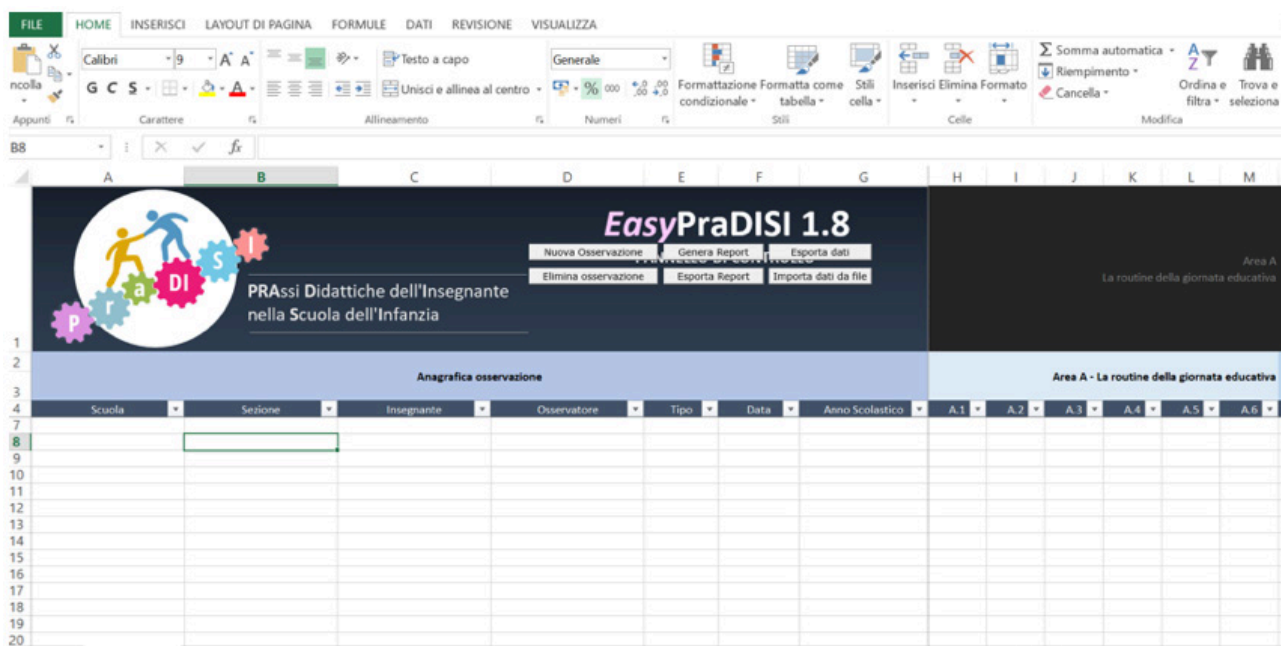 FILE HOME INSERISCI LAYOUT DI PAGINA FORMULE DATI REVISIONE VISUALIZZA
ncolla
Calibri 9 A A Testo a capo Generale
G C S A Unisci e allinea al centro % 000
Formattazione condizionale
Formatta come tabella
Stili cella
Inserisci Elimina Formato
Somma automatica
Riempimento
Cancella
Ordina e filtra
Trova e seleziona
Appunti Carattere Allineamento Numeri Stili Celle Modifica
B8 fx
A B C D E F G H I J K L M
EasyPraDISI 1.8
Nuova Osservazione Genera Report Esporta dati
Elimina osservazione Esporta Report Importa dati da file
P r a DI S I
PRAssi Didattiche dell'Insegnante
nella Scuola dell'Infanzia
Area A
La routine della giornata educativa
1
2
Anagrafica osservazione Area A - La routine della giornata educativa
3
4 Scuola Sezione Insegnante Osservatore Tipo Data Anno Scolastico A.1 A.2 A.3 A.4 A.5 A.6
7
8
9
10
11
12
13
14
15
16
17
18
19
20